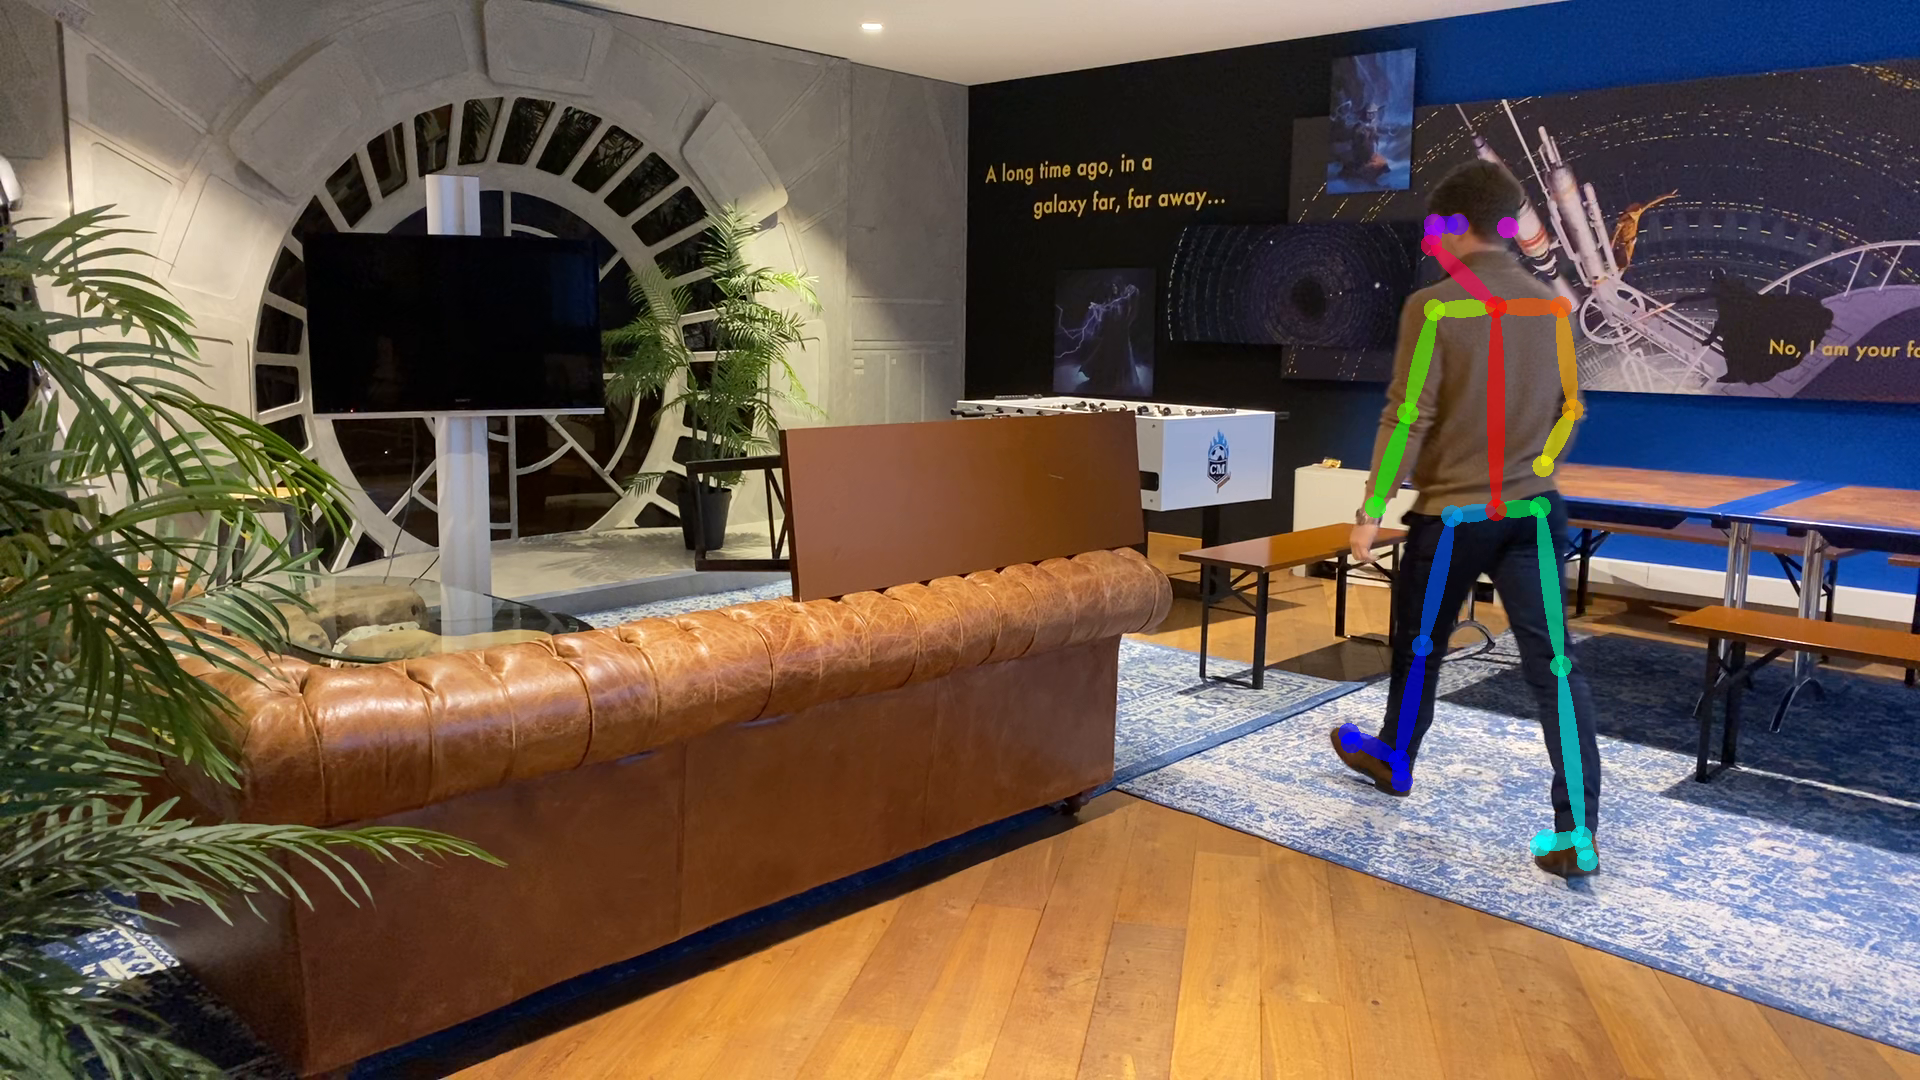 A long time ago, in a
galaxy far, far away...
No, I am your fa
CM